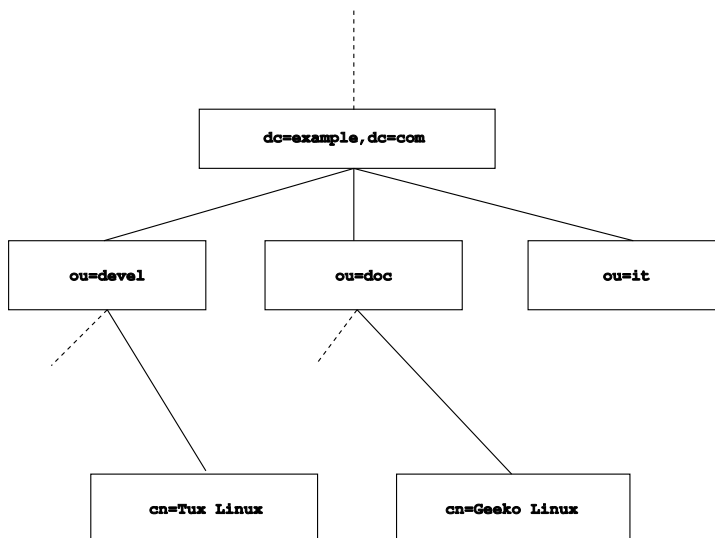 dc=example,dc=com
ou=devel
ou=doc
ou=it
cn=Tux Linux
cn=Geeko Linux